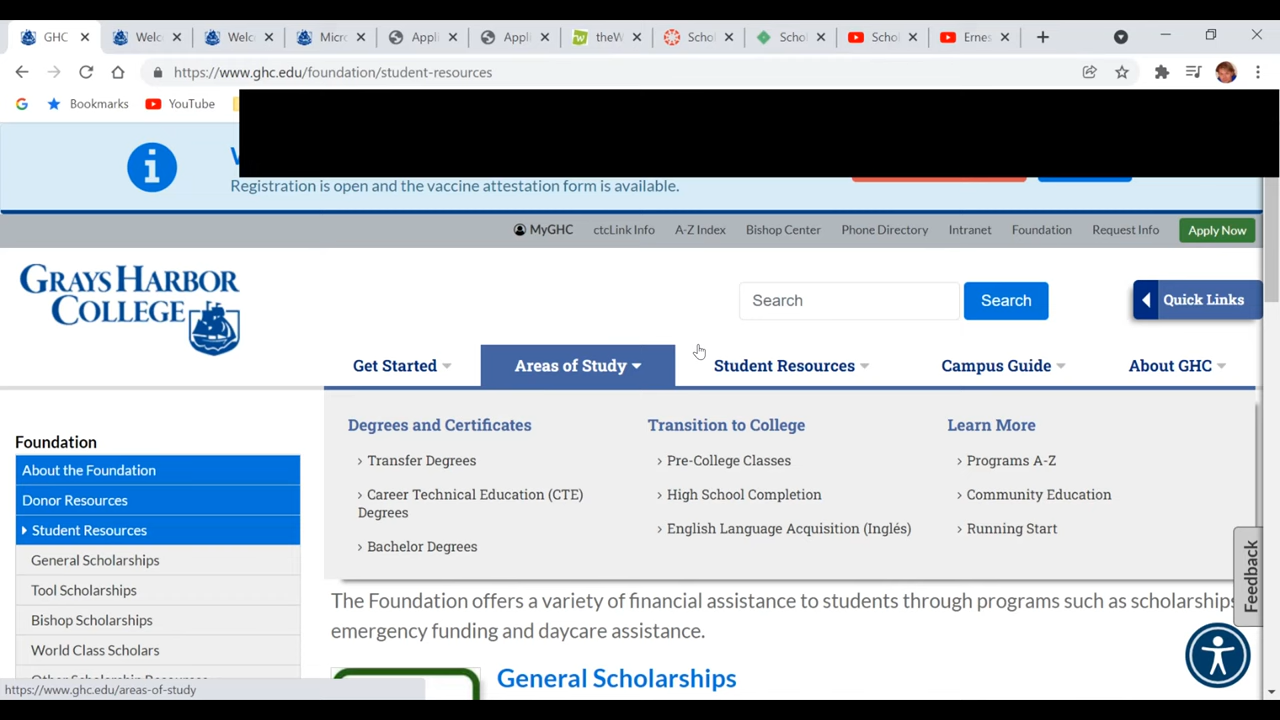 GHC
Welc
Welc
Micr
Appli
Appli
theW
Schol
Schol
Schol
Ernes
https://www.ghc.edu/foundation/student-resources
Bookmarks
YouTube
Registration is open and the vaccine attestation form is available.
MyGHC
ctcLink Info
A-Z Index
Bishop Center
Phone Directory
Intranet
Foundation
Request Info
Apply Now
GRAYS HARBOR
COLLEGE
Search
Search
Quick Links
Get Started
Areas of Study
Student Resources
Campus Guide
About GHC
Degrees and Certificates
Transfer Degrees
Career Technical Education (CTE)
Degrees
Bachelor Degrees
Transition to College
Pre-College Classes
High School Completion
English Language Acquisition (Inglés)
Learn More
Programs A-Z
Community Education
Running Start
Foundation
About the Foundation
Donor Resources
Student Resources
General Scholarships
Tool Scholarships
Bishop Scholarships
World Class Scholars
Other Scholarship Resources
The Foundation offers a variety of financial assistance to students through programs such as scholarships
emergency funding and daycare assistance.
General Scholarships
Feedback
https://www.ghc.edu/areas-of-study